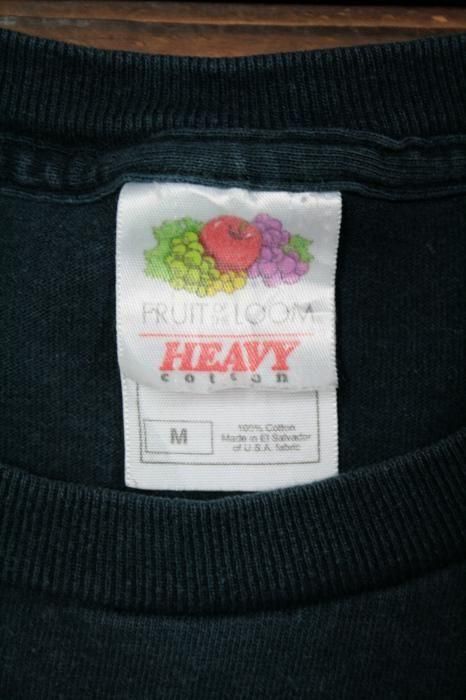 FRUIT OF THE LOOM
HEAVY
cotton
M
100% Cotton
Made in El Salvador
of U.S.A. fabric